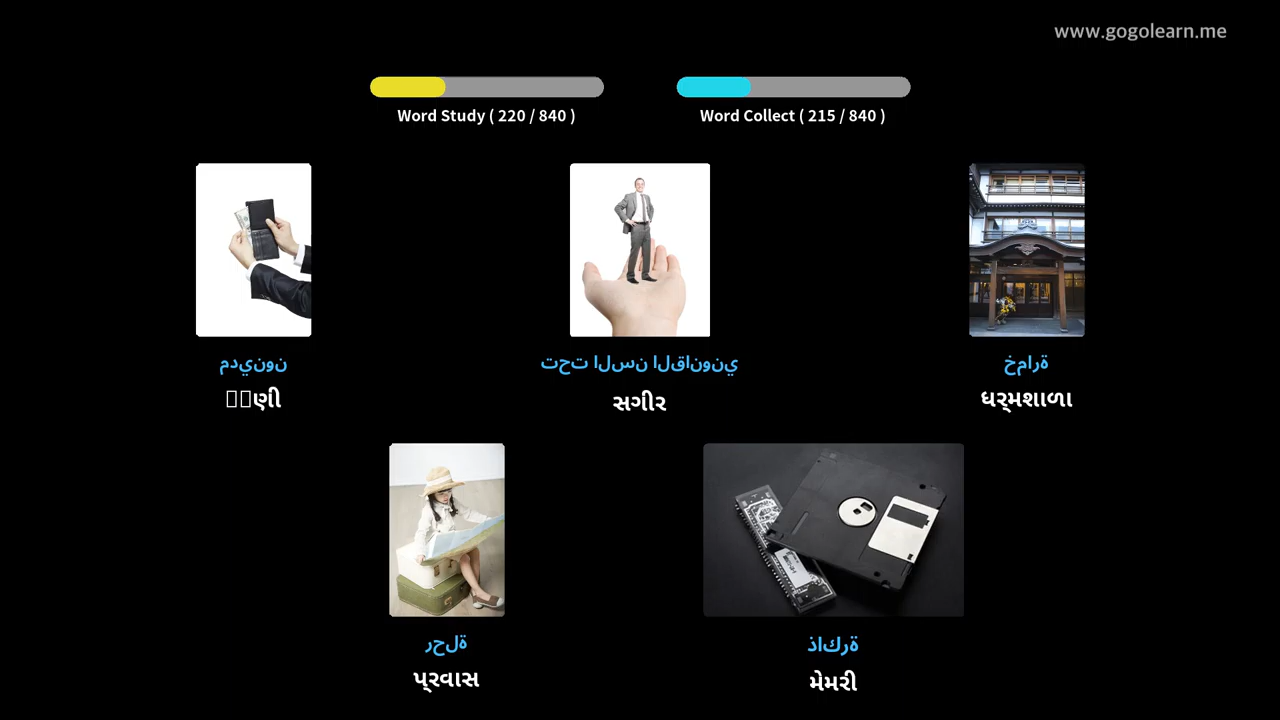 www.gogolearn.me
Word Study ( 220 / 840 )
Word Collect ( 215 / 840 )
مدينون
▯▯ણી
تحت السن القانوني
સગીર
خمارة
ધર્મશાળા
رحلة
પ્રવાસ
ذاكرة
મેમરી